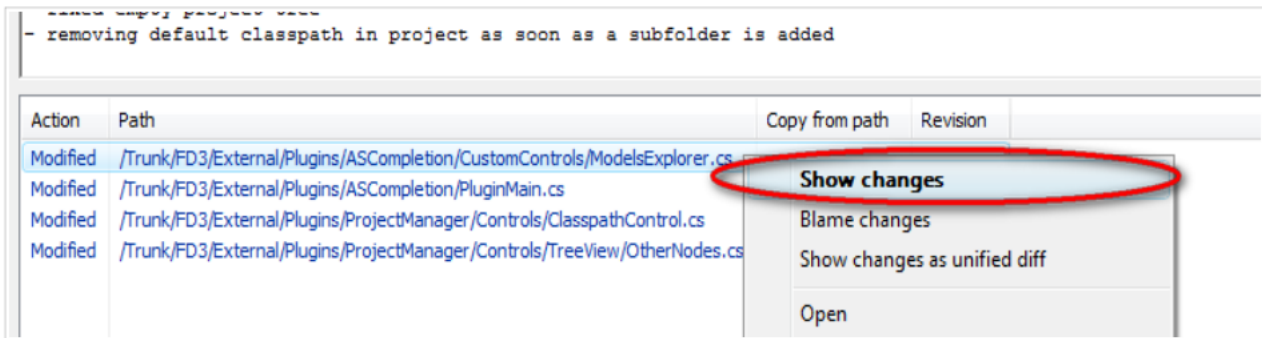 - removing default classpath in project as soon as a subfolder is added
Action Path Copy from path Revision
Modified /Trunk/FD3/External/Plugins/ASCompletion/CustomControls/ModelsExplorer.cs
Modified /Trunk/FD3/External/Plugins/ASCompletion/PluginMain.cs
Modified /Trunk/FD3/External/Plugins/ProjectManager/Controls/ClasspathControl.cs
Modified /Trunk/FD3/External/Plugins/ProjectManager/Controls/TreeView/OtherNodes.cs
Show changes
Blame changes
Show changes as unified diff
Open